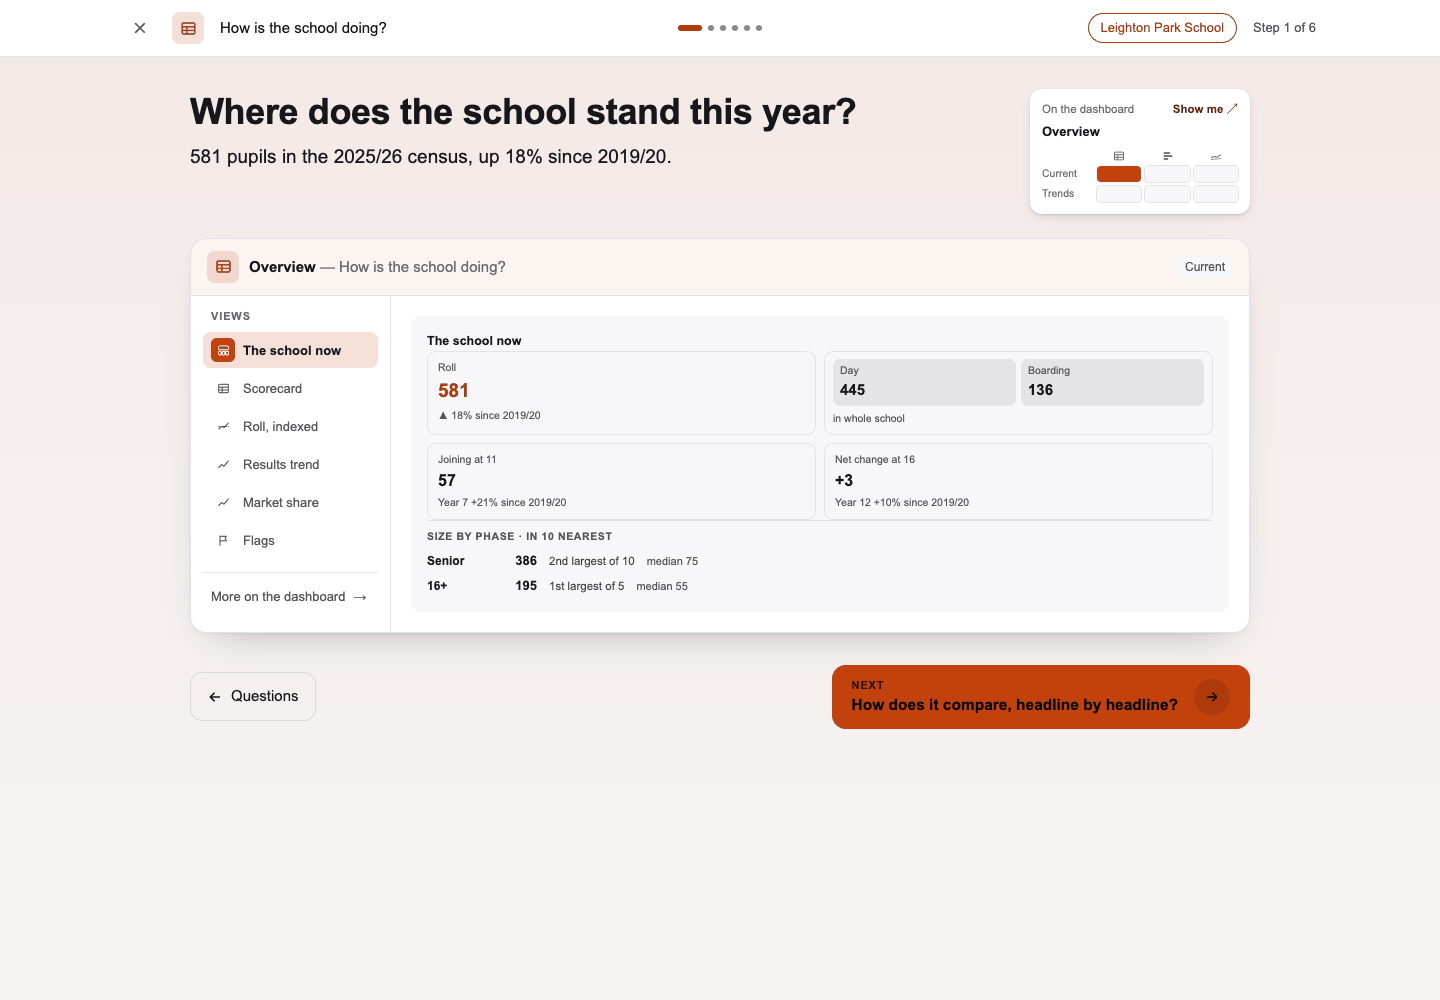 How is the school doing?
Leighton Park School
Step 1 of 6
Where does the school stand this year?
581 pupils in the 2025/26 census, up 18% since 2019/20.
On the dashboard
Show me
Overview
Current
Trends
Overview — How is the school doing?
Current
VIEWS
The school now
Scorecard
Roll, indexed
Results trend
Market share
Flags
More on the dashboard →
The school now
Roll
581
▲ 18% since 2019/20
Day
445
Boarding
136
in whole school
Joining at 11
57
Year 7 +21% since 2019/20
Net change at 16
+3
Year 12 +10% since 2019/20
SIZE BY PHASE · IN 10 NEAREST
Senior 386 2nd largest of 10 median 75
16+ 195 1st largest of 5 median 55
← Questions
NEXT
How does it compare, headline by headline?